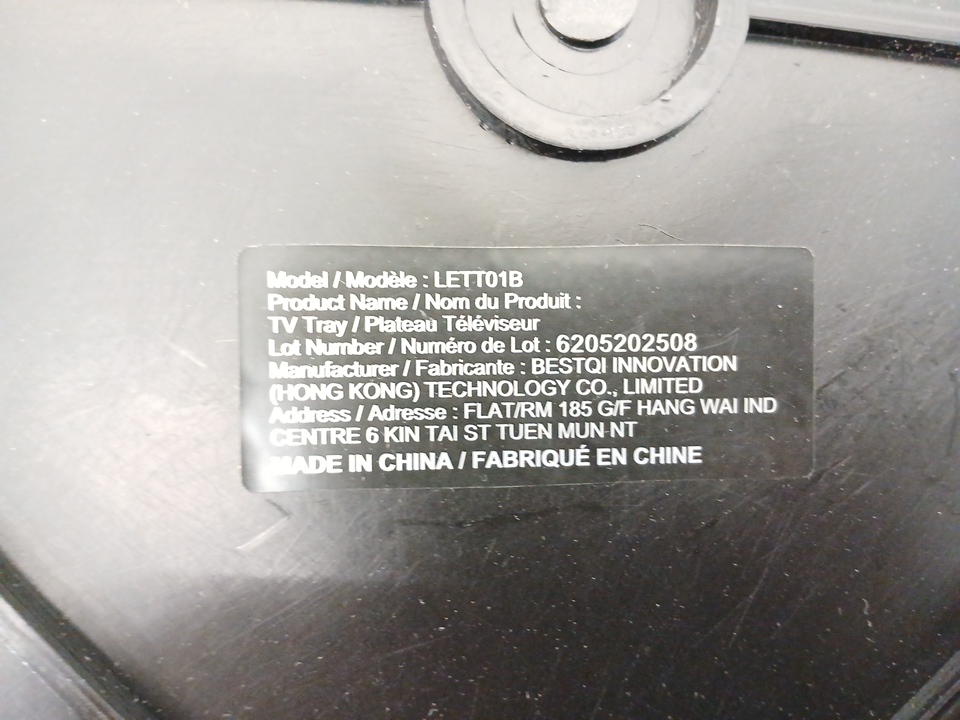 Model / Modèle : LETT01B
Product Name / Nom du Produit :
TV Tray / Plateau Téléviseur
Lot Number / Numéro de Lot : 6205202508
Manufacturer / Fabricante : BESTQI INNOVATION
(HONG KONG) TECHNOLOGY CO., LIMITED
Address / Adresse : FLAT/RM 185 G/F HANG WAI IND
CENTRE 6 KIN TAI ST TUEN MUN NT
MADE IN CHINA / FABRIQUÉ EN CHINE